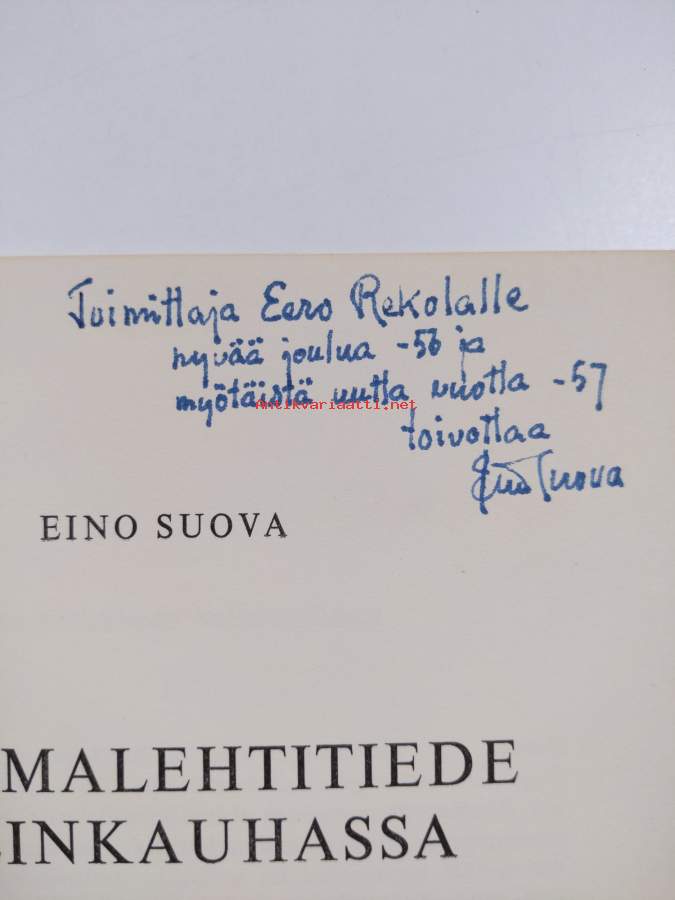 Toimittaja Eero Rekolalle
hyvää joulua -56 ja
myötäistä uutta vuotta -57
Antikvariaatti.net
toivottaa
Eino Suova
EINO SUOVA
MALEHTITIEDE
INKAUHASSA